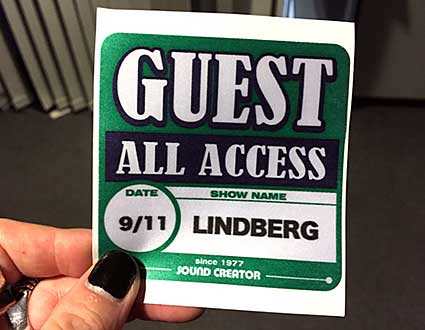 GUEST
ALL ACCESS
DATE SHOW NAME
9/11 LINDBERG
since 1977
SOUND CREATOR